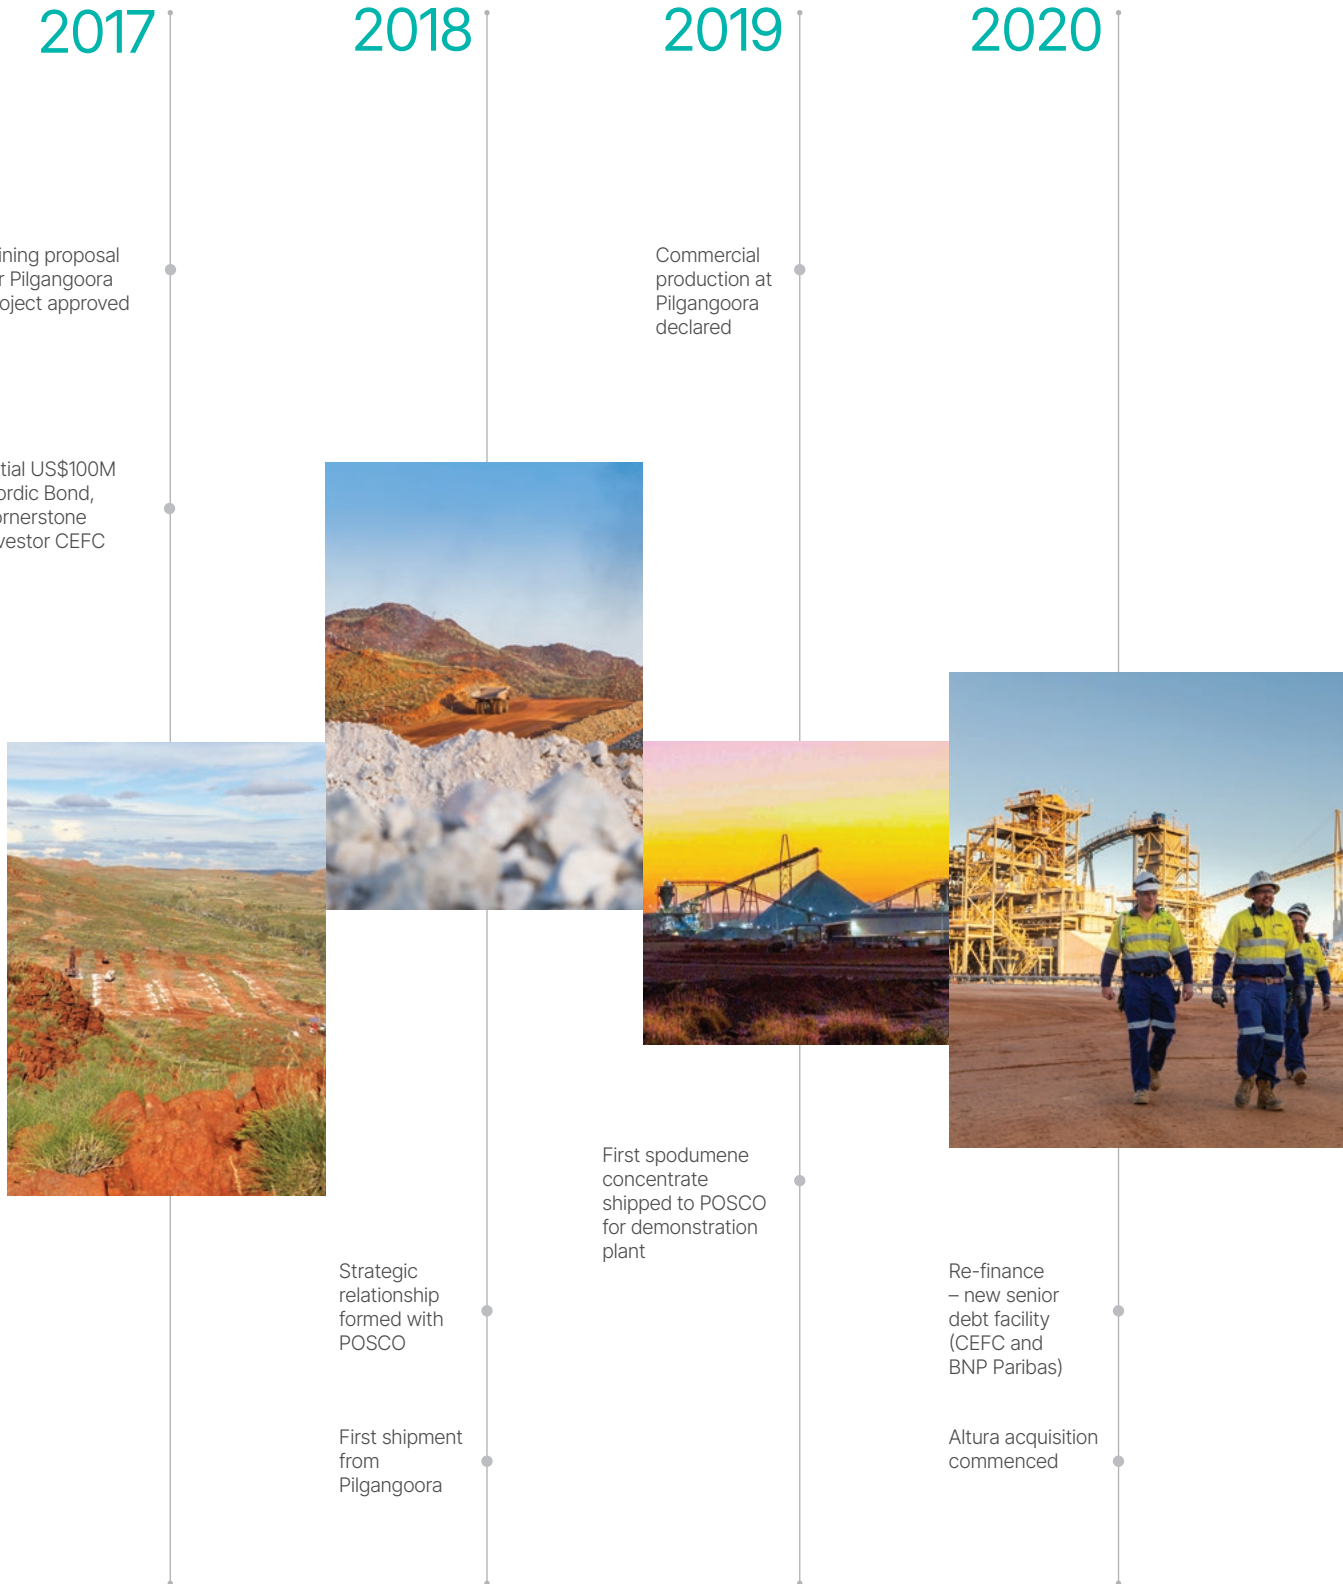 2017
ining proposal
r Pilgangoora
oject approved
tial US$100M
ordic Bond,
ornerstone
vestor CEFC
2018
Strategic
relationship
formed with
POSCO
First shipment
from
Pilgangoora
2019
Commercial
production at
Pilgangoora
declared
First spodumene
concentrate
shipped to POSCO
for demonstration
plant
2020
Re-finance
– new senior
debt facility
(CEFC and
BNP Paribas)
Altura acquisition
commenced